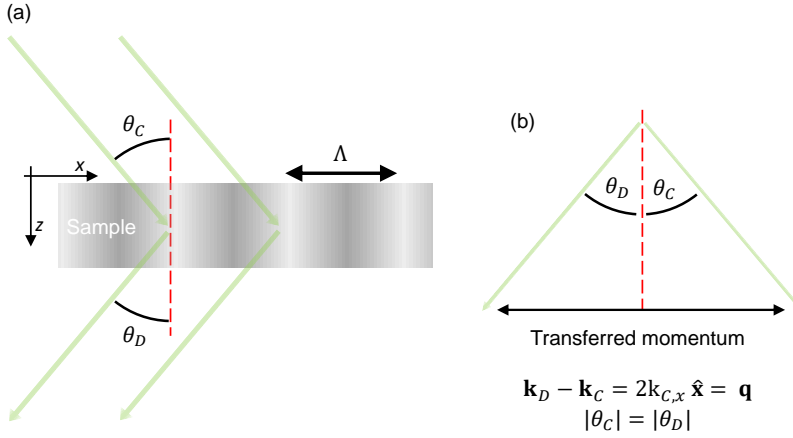 (a)
θ_C
Λ
x
z
Sample
θ_D
(b)
θ_D θ_C
Transferred momentum
𝐤_D − 𝐤_C = 2k_{C,x} 𝐱̂ = 𝐪
|θ_C| = |θ_D|